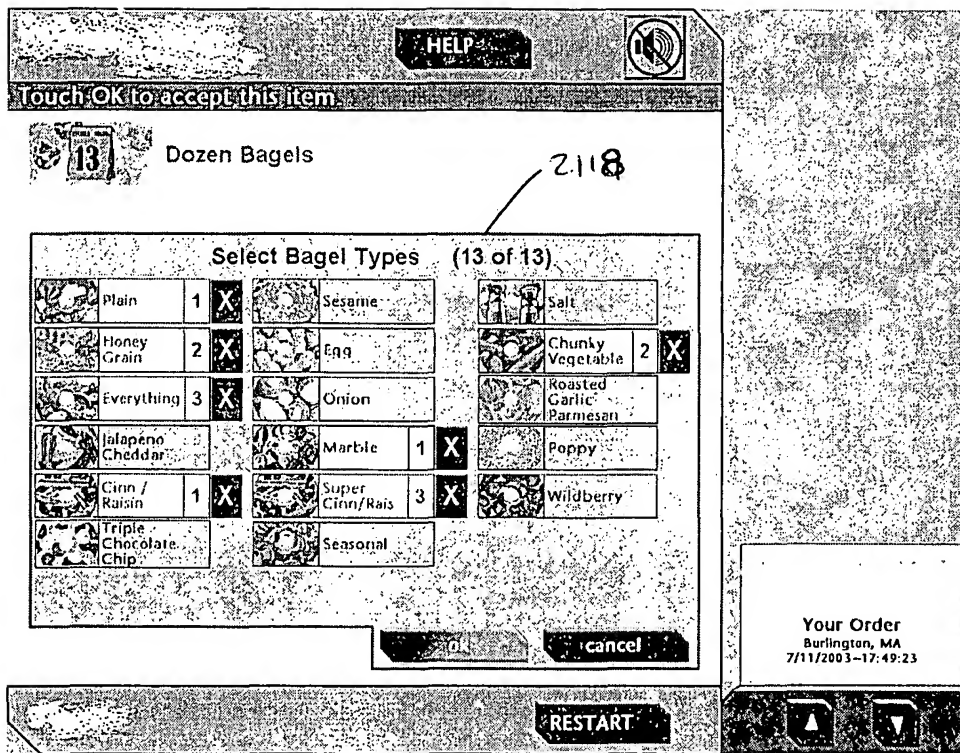 HELP
Touch OK to accept this item.
13
Dozen Bagels
2118
Select Bagel Types (13 of 13)
Plain 1 X
Sesame
Salt
Honey
Grain 2 X
Egg
Chunky
Vegetable 2 X
Everything 3 X
Onion
Roasted
Garlic
Parmesan
Jalapeno
Cheddar
Marble 1 X
Poppy
Cinn /
Raisin 1 X
Super
Cinn/Rais 3 X
Wildberry
Triple
Chocolate
Chip
Seasonal
ok
cancel
Your Order
Burlington, MA
7/11/2003-17:49:23
RESTART